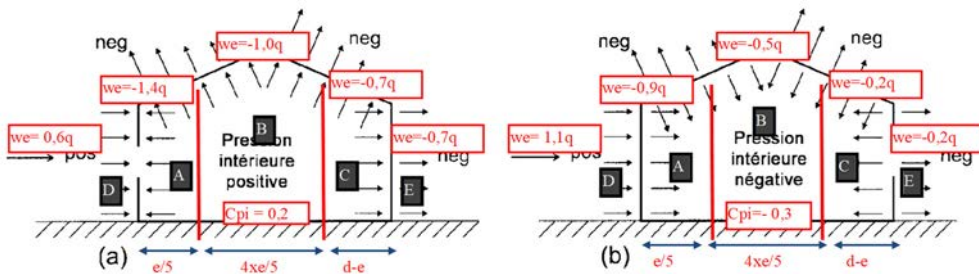 neg
we=-1,0q
neg
we=-1,4q
we=-0,7q
we= 0,6q
pos
B
Pression
intérieure
positive
we=-0,7q
neg
D
A
C
E
Cpi = 0,2
(a)
e/5
4xe/5
d-e
neg
we=-0,5q
neg
we=-0,9q
we=-0,2q
we= 1,1q
pos
B
Pression
intérieure
négative
we=-0,2q
neg
D
A
C
E
Cpi=- 0,3
(b)
e/5
4xe/5
d-e